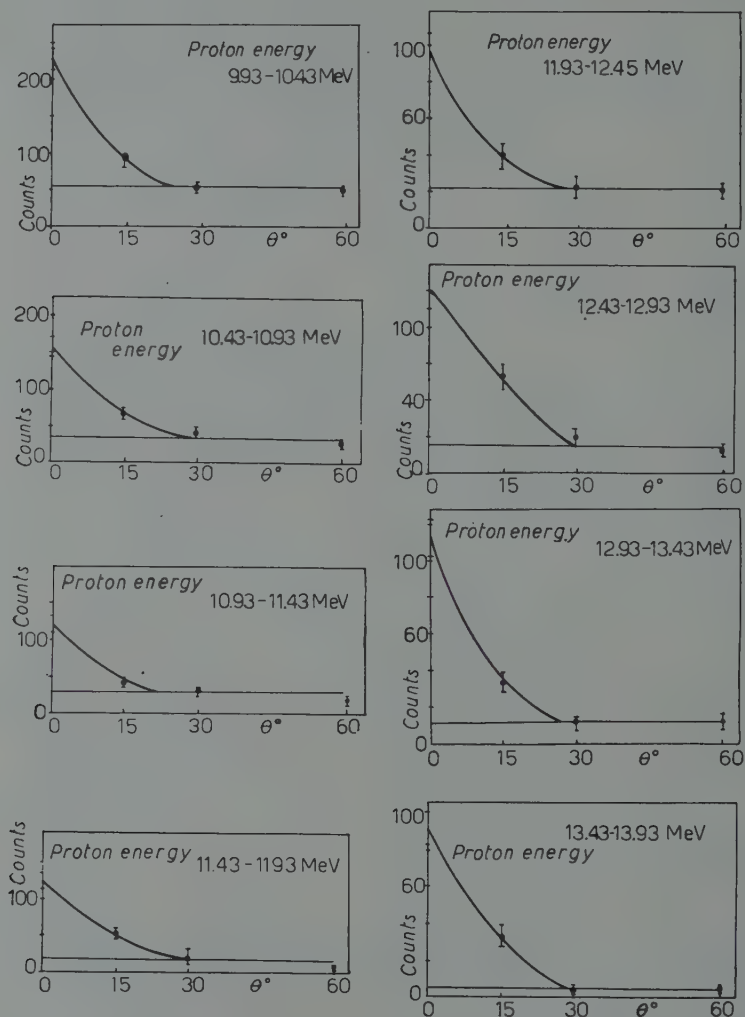 Proton energy
9.93-10.43 MeV
200
100
0
Counts
0 15 30 θ° 60
Proton energy
11.93-12.45 MeV
100
60
20
0
Counts
0 15 30 θ° 60
200
100
0
Counts
Proton
energy
10.43-10.93 MeV
0 15 30 θ° 60
Proton energy
12.43-12.93 MeV
100
40
0
Counts
0 15 30 θ° 60
Counts
100
0
Proton energy
10.93-11.43 MeV
0 15 30 θ° 60
Proton energy
12.93-13.43 MeV
100
60
20
0
Counts
0 15 30 θ° 60
Counts
100
0
Proton energy
11.43-1193 MeV
0 15 30 θ° 60
13.43-13.93 MeV
Proton energy
100
60
20
0
Counts
0 15 30 θ° 60